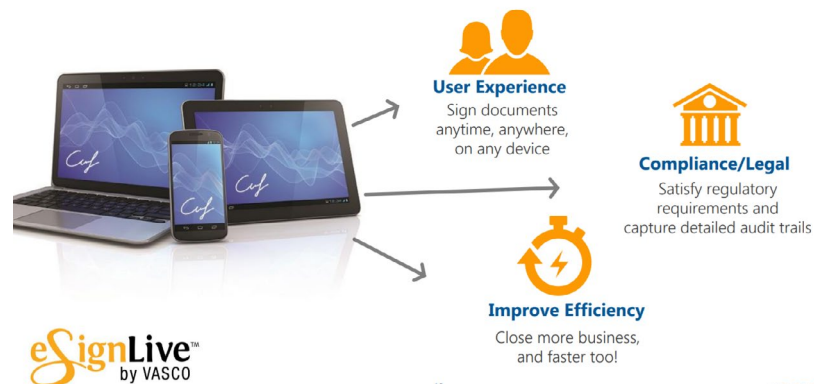 User Experience
Sign documents
anytime, anywhere,
on any device
Compliance/Legal
Satisfy regulatory
requirements and
capture detailed audit trails
Improve Efficiency
Close more business,
and faster too!
eSignLive™
by VASCO